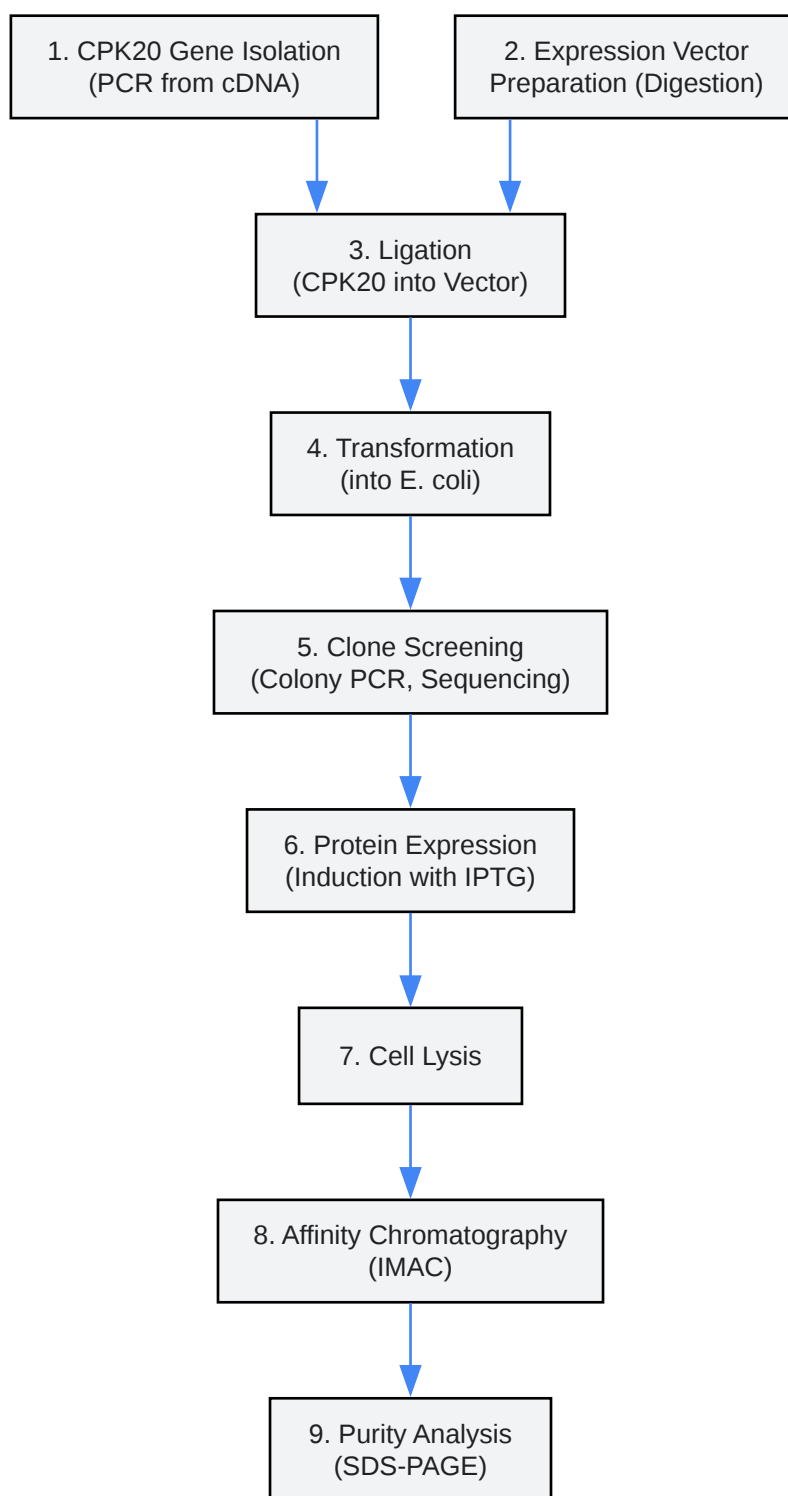 1. CPK20 Gene Isolation
(PCR from cDNA)
2. Expression Vector
Preparation (Digestion)
3. Ligation
(CPK20 into Vector)
4. Transformation
(into E. coli)
5. Clone Screening
(Colony PCR, Sequencing)
6. Protein Expression
(Induction with IPTG)
7. Cell Lysis
8. Affinity Chromatography
(IMAC)
9. Purity Analysis
(SDS-PAGE)